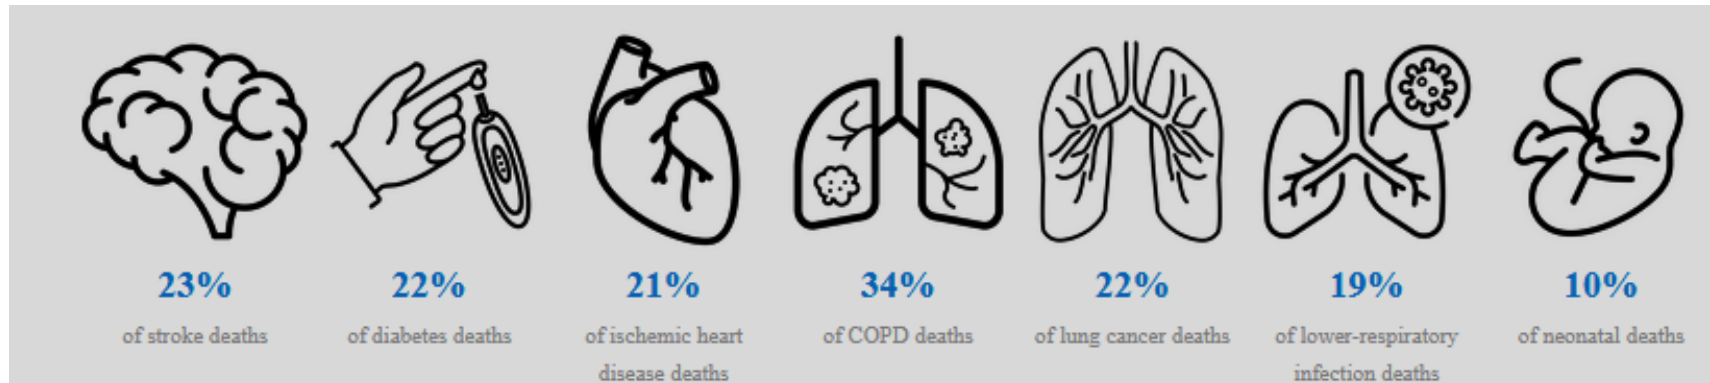 23%
of stroke deaths
22%
of diabetes deaths
21%
of ischemic heart
disease deaths
34%
of COPD deaths
22%
of lung cancer deaths
19%
of lower-respiratory
infection deaths
10%
of neonatal deaths